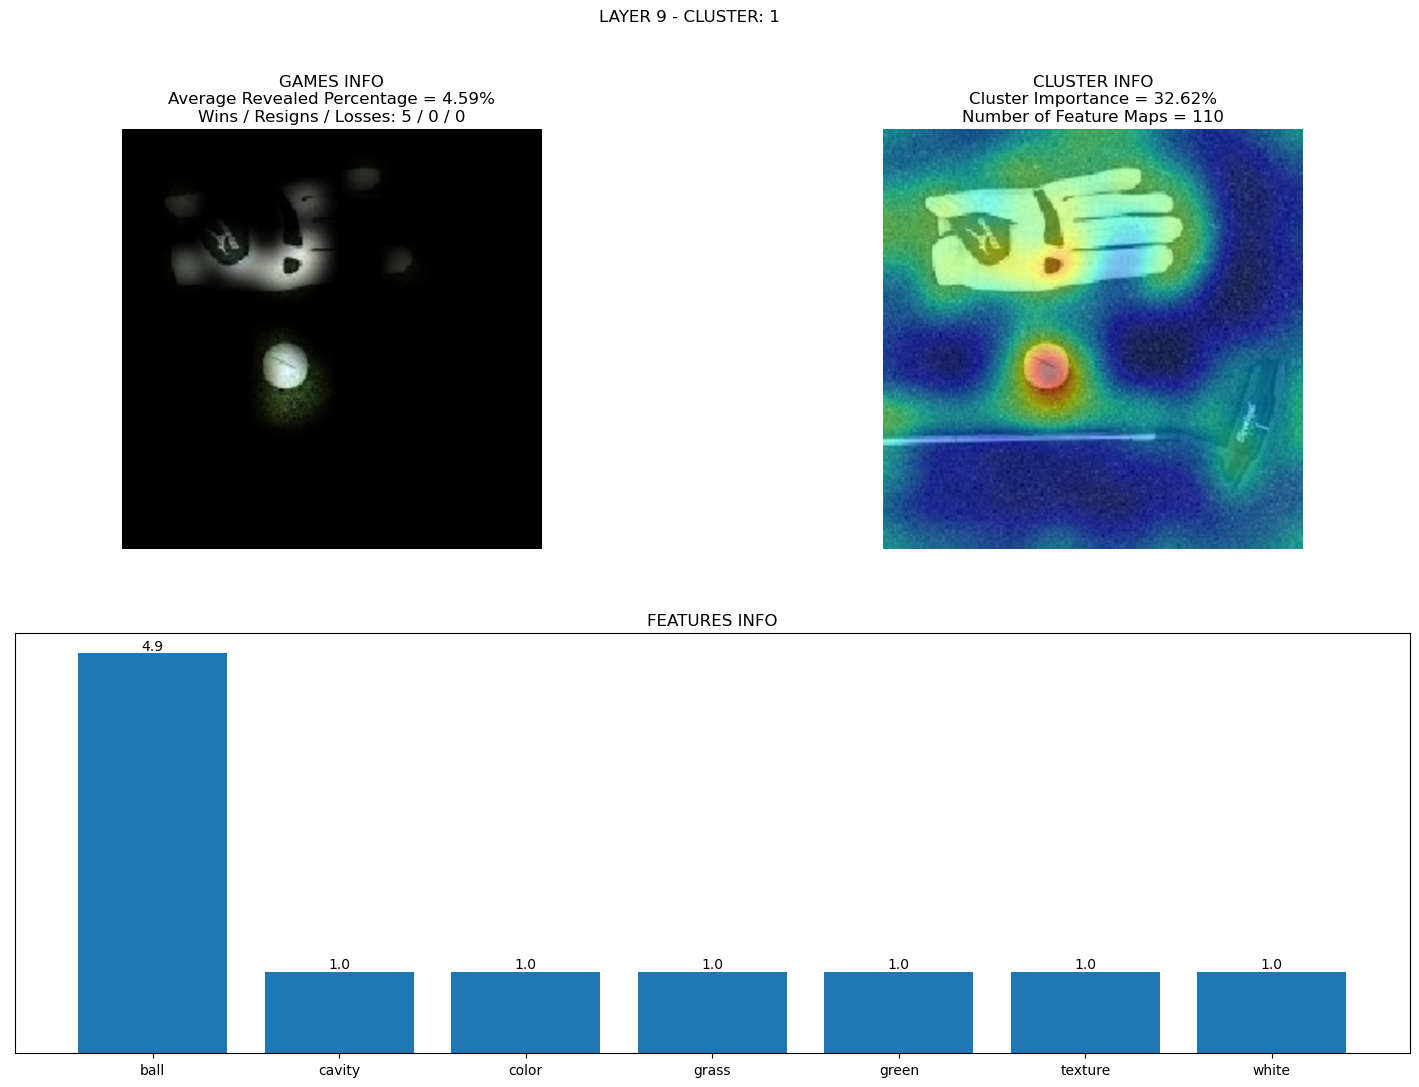 LAYER 9 - CLUSTER: 1
GAMES INFO
Average Revealed Percentage = 4.59%
Wins / Resigns / Losses: 5 / 0 / 0
CLUSTER INFO
Cluster Importance = 32.62%
Number of Feature Maps = 110
FEATURES INFO
4.9
1.0
1.0
1.0
1.0
1.0
1.0
ball
cavity
color
grass
green
texture
white